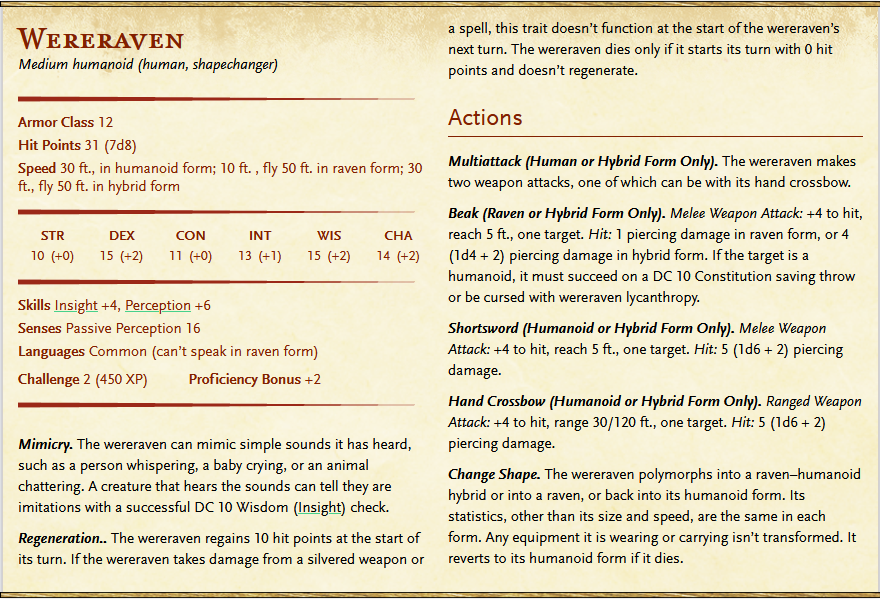 Wereraven
Medium humanoid (human, shapechanger)
Armor Class 12
Hit Points 31 (7d8)
Speed 30 ft., in humanoid form; 10 ft. , fly 50 ft. in raven form; 30
ft., fly 50 ft. in hybrid form
STR DEX CON INT WIS CHA
10 (+0) 15 (+2) 11 (+0) 13 (+1) 15 (+2) 14 (+2)
Skills Insight +4, Perception +6
Senses Passive Perception 16
Languages Common (can't speak in raven form)
Challenge 2 (450 XP) Proficiency Bonus +2
Mimicry. The wereraven can mimic simple sounds it has heard,
such as a person whispering, a baby crying, or an animal
chattering. A creature that hears the sounds can tell they are
imitations with a successful DC 10 Wisdom (Insight) check.
Regeneration.. The wereraven regains 10 hit points at the start of
its turn. If the wereraven takes damage from a silvered weapon or
a spell, this trait doesn't function at the start of the wereraven's
next turn. The wereraven dies only if it starts its turn with 0 hit
points and doesn't regenerate.
Actions
Multiattack (Human or Hybrid Form Only). The wereraven makes
two weapon attacks, one of which can be with its hand crossbow.
Beak (Raven or Hybrid Form Only). Melee Weapon Attack: +4 to hit,
reach 5 ft., one target. Hit: 1 piercing damage in raven form, or 4
(1d4 + 2) piercing damage in hybrid form. If the target is a
humanoid, it must succeed on a DC 10 Constitution saving throw
or be cursed with wereraven lycanthropy.
Shortsword (Humanoid or Hybrid Form Only). Melee Weapon
Attack: +4 to hit, reach 5 ft., one target. Hit: 5 (1d6 + 2) piercing
damage.
Hand Crossbow (Humanoid or Hybrid Form Only). Ranged Weapon
Attack: +4 to hit, range 30/120 ft., one target. Hit: 5 (1d6 + 2)
piercing damage.
Change Shape. The wereraven polymorphs into a raven–humanoid
hybrid or into a raven, or back into its humanoid form. Its
statistics, other than its size and speed, are the same in each
form. Any equipment it is wearing or carrying isn't transformed. It
reverts to its humanoid form if it dies.